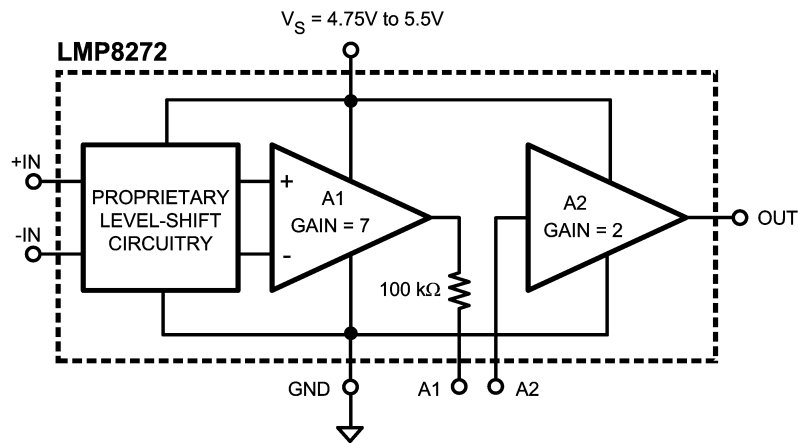 V_S = 4.75V to 5.5V
LMP8272
+IN
-IN
PROPRIETARY
LEVEL-SHIFT
CIRCUITRY
+
-
A1
GAIN = 7
100 kΩ
A2
GAIN = 2
OUT
GND
A1
A2